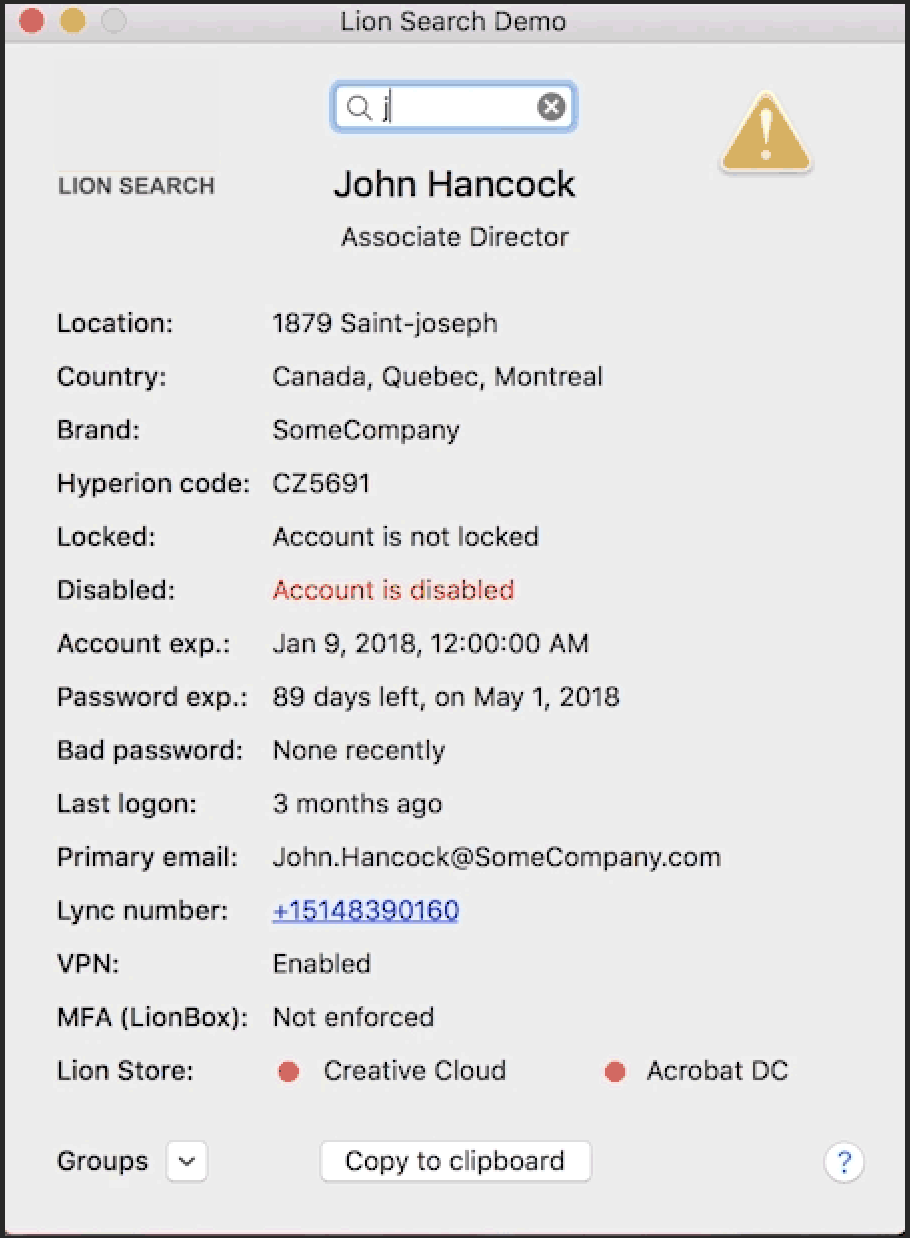 Lion Search Demo
j
LION SEARCH
John Hancock
Associate Director
Location: 1879 Saint-joseph
Country: Canada, Quebec, Montreal
Brand: SomeCompany
Hyperion code: CZ5691
Locked: Account is not locked
Disabled: Account is disabled
Account exp.: Jan 9, 2018, 12:00:00 AM
Password exp.: 89 days left, on May 1, 2018
Bad password: None recently
Last logon: 3 months ago
Primary email: John.Hancock@SomeCompany.com
Lync number: +15148390160
VPN: Enabled
MFA (LionBox): Not enforced
Lion Store: Creative Cloud Acrobat DC
Groups Copy to clipboard ?